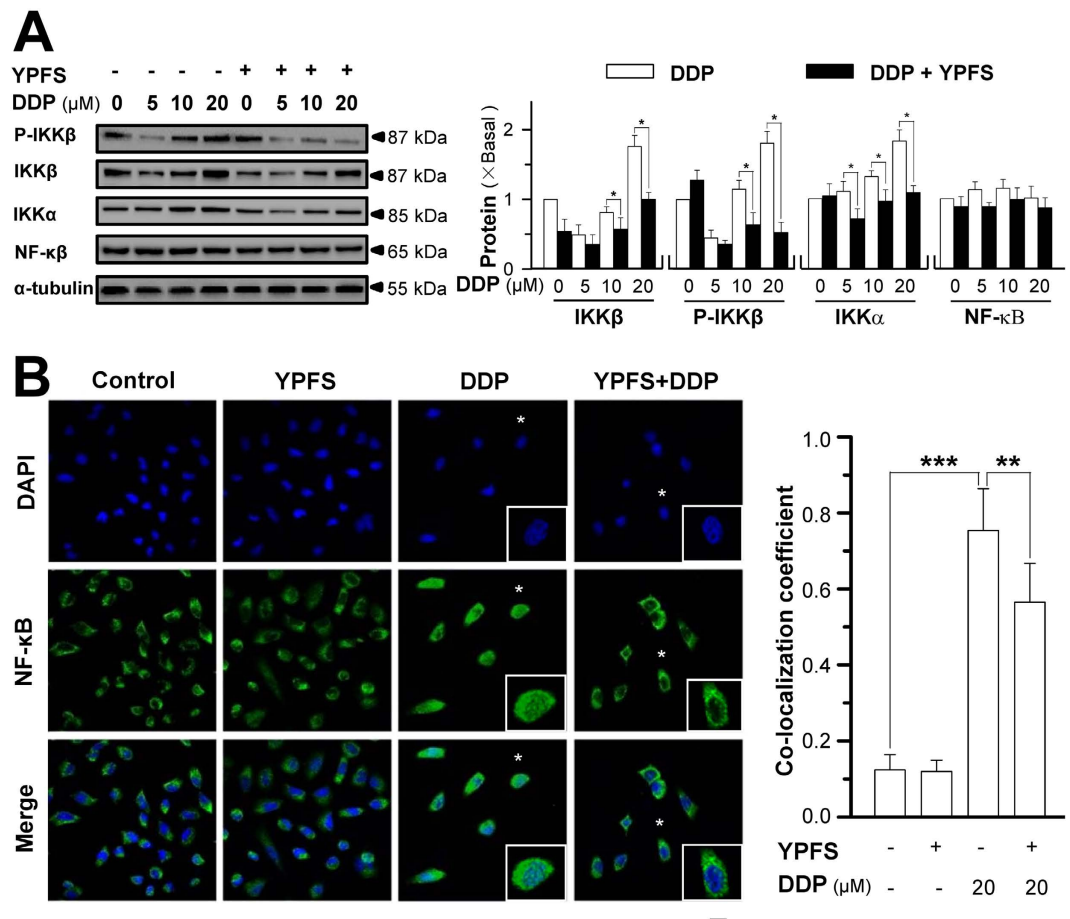 A
YPFS - - - - + + + +
DDP (µM) 0 5 10 20 0 5 10 20
P-IKKβ 87 kDa
IKKβ 87 kDa
IKKα 85 kDa
NF-κβ 65 kDa
α-tubulin 55 kDa
DDP DDP + YPFS
Protein (×Basal)
2
1
0
* * * * * * *
DDP (µM) 0 5 10 20 0 5 10 20 0 5 10 20 0 5 10 20
IKKβ P-IKKβ IKKα NF-κB
B
Control YPFS DDP YPFS+DDP
DAPI
* *
NF-κB
* *
Merge
* *
Co-localization coefficient
1.0
0.8
0.6
0.4
0.2
0.0
*** **
YPFS - + - +
DDP (µM) - - 20 20